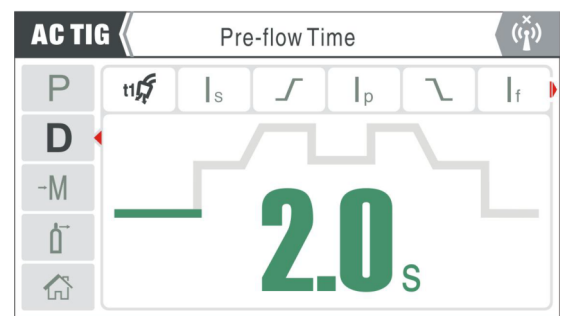 AC TIG Pre-flow Time
P t1 Is Ip If
D
→M
2.0 s